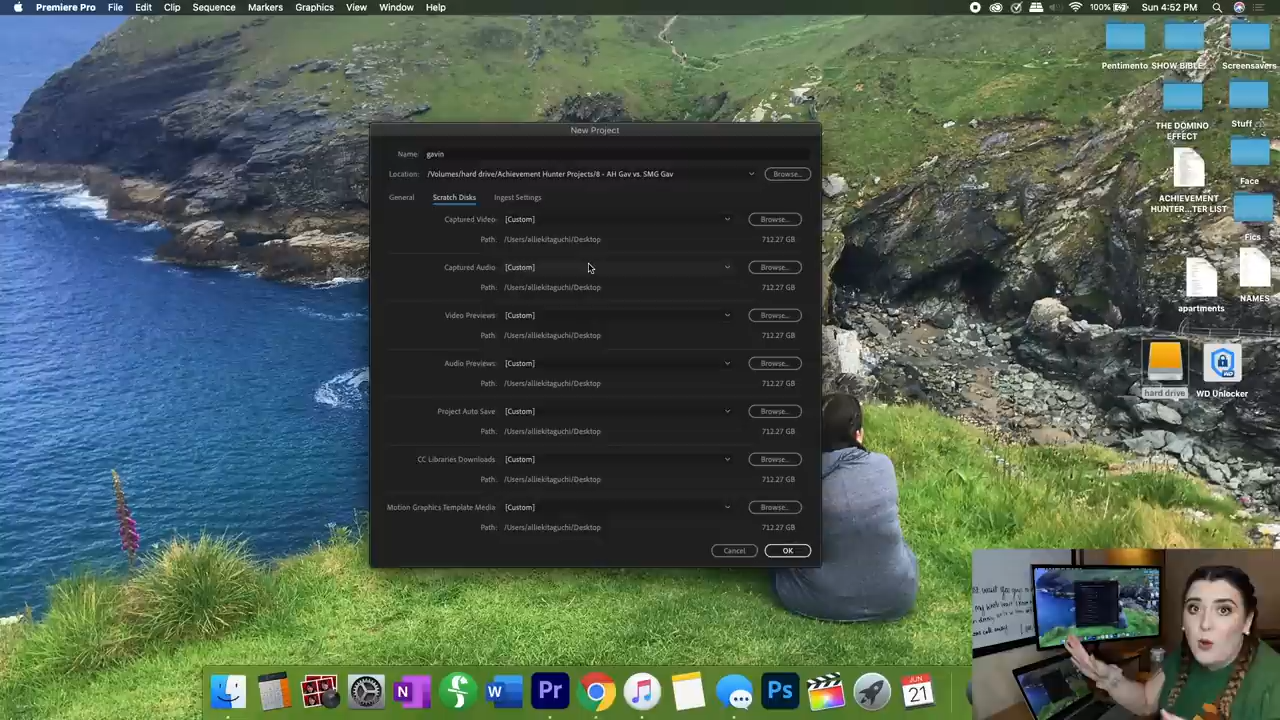 Premiere Pro File Edit Clip Sequence Markers Graphics View Window Help 100% Sun 4:52 PM
Pentimento SHOW BIBLE Screensavers
THE DOMINO EFFECT
Stuff
Face
ACHIEVEMENT HUNTER...TER LIST
Fics
apartments
NAMES
hard drive
WD Unlocker
New Project
Name: gavin
Location: /Volumes/hard drive/Achievement Hunter Projects/8 - AH Gav vs. SMG Gav Browse...
General Scratch Disks Ingest Settings
Captured Video: [Custom] Browse...
Path: /Users/alliekitaguchi/Desktop 712.27 GB
Captured Audio: [Custom] Browse...
Path: /Users/alliekitaguchi/Desktop 712.27 GB
Video Previews: [Custom] Browse...
Path: /Users/alliekitaguchi/Desktop 712.27 GB
Audio Previews: [Custom] Browse...
Path: /Users/alliekitaguchi/Desktop 712.27 GB
Project Auto Save: [Custom] Browse...
Path: /Users/alliekitaguchi/Desktop 712.27 GB
CC Libraries Downloads: [Custom] Browse...
Path: /Users/alliekitaguchi/Desktop 712.27 GB
Motion Graphics Template Media: [Custom] Browse...
Path: /Users/alliekitaguchi/Desktop 712.27 GB
Cancel OK
N W Pr Ps JUN 21